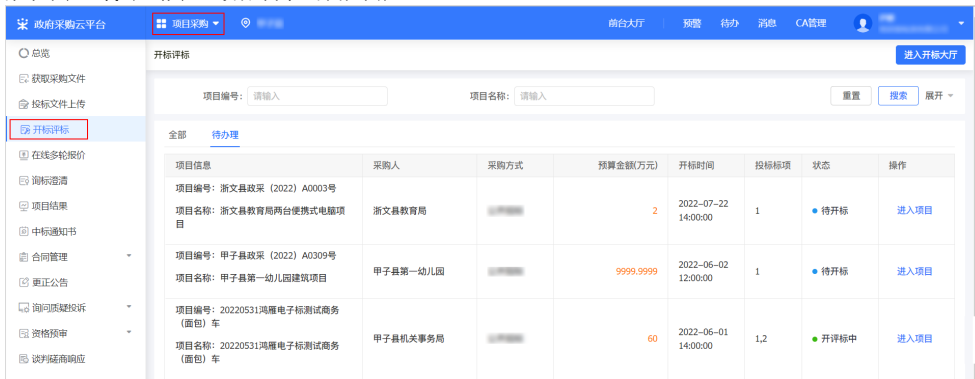 政府采购云平台
项目采购
前台大厅
预警
待办
消息
CA管理
总览
获取采购文件
投标文件上传
开标评标
在线多轮报价
询标澄清
项目结果
中标通知书
合同管理
更正公告
询问质疑投诉
资格预审
谈判磋商响应
开标评标
进入开标大厅
项目编号: 请输入
项目名称: 请输入
重置
搜索
展开
全部
待办理
项目信息 采购人 采购方式 预算金额(万元) 开标时间 投标标项 状态 操作
项目编号: 浙文县政采 (2022) A0003号
项目名称: 浙文县教育局两台便携式电脑项
目
浙文县教育局
2
2022-07-22
14:00:00
1
待开标
进入项目
项目编号: 甲子县政采 (2022) A0309号
项目名称: 甲子县第一幼儿园建筑项目
甲子县第一幼儿园
9999.9999
2022-06-02
12:00:00
1
待开标
进入项目
项目编号: 20220531鸿雁电子标测试商务
(面包) 车
项目名称: 20220531鸿雁电子标测试商务
(面包) 车
甲子县机关事务局
60
2022-06-01
14:00:00
1,2
开评标中
进入项目